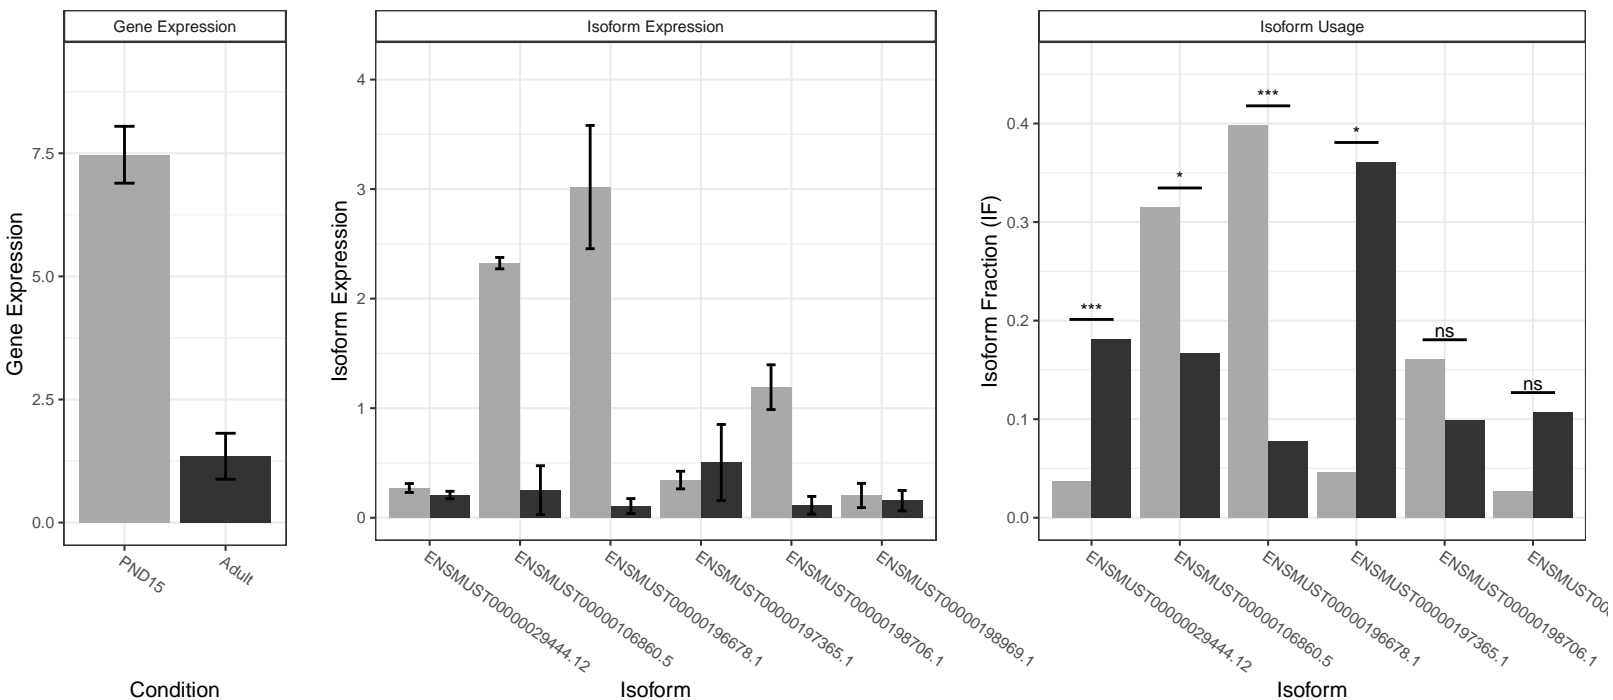 Gene Expression
Gene Expression
7.5
5.0
2.5
0.0
PND15
Adult
Condition
Isoform Expression
Isoform Expression
4
3
2
1
0
ENSMUST00000029444.12
ENSMUST00000106860.5
ENSMUST00000196678.1
ENSMUST00000197365.1
ENSMUST00000198706.1
ENSMUST00000198969.1
Isoform
Isoform Usage
Isoform Fraction (IF)
0.4
0.3
0.2
0.1
0.0
***
*
***
*
ns
ns
ENSMUST00000029444.12
ENSMUST00000106860.5
ENSMUST00000196678.1
ENSMUST00000197365.1
ENSMUST00000198706.1
Isoform